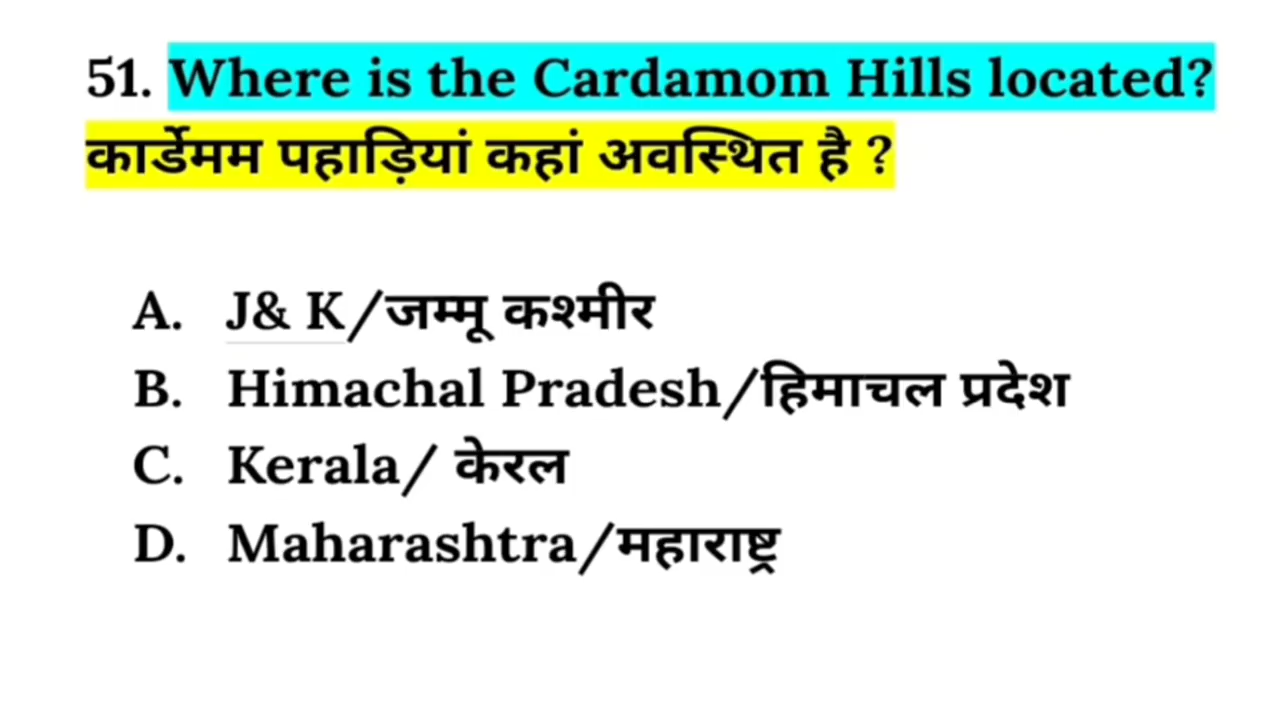 51. Where is the Cardamom Hills located?
कार्डेमम पहाड़ियां कहां अवस्थित है ?
A. J& K/जम्मू कश्मीर
B. Himachal Pradesh/हिमाचल प्रदेश
C. Kerala/ केरल
D. Maharashtra/महाराष्ट्र